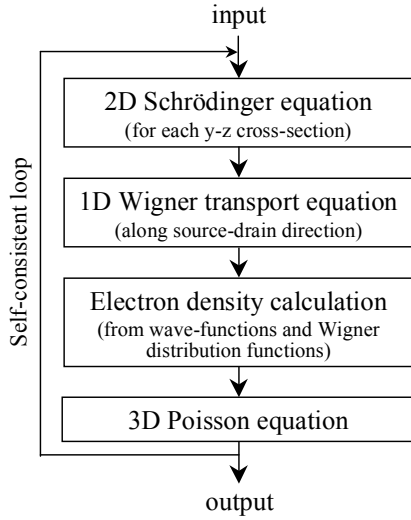 input
2D Schrödinger equation
(for each y-z cross-section)
1D Wigner transport equation
(along source-drain direction)
Electron density calculation
(from wave-functions and Wigner
distribution functions)
3D Poisson equation
output
Self-consistent loop